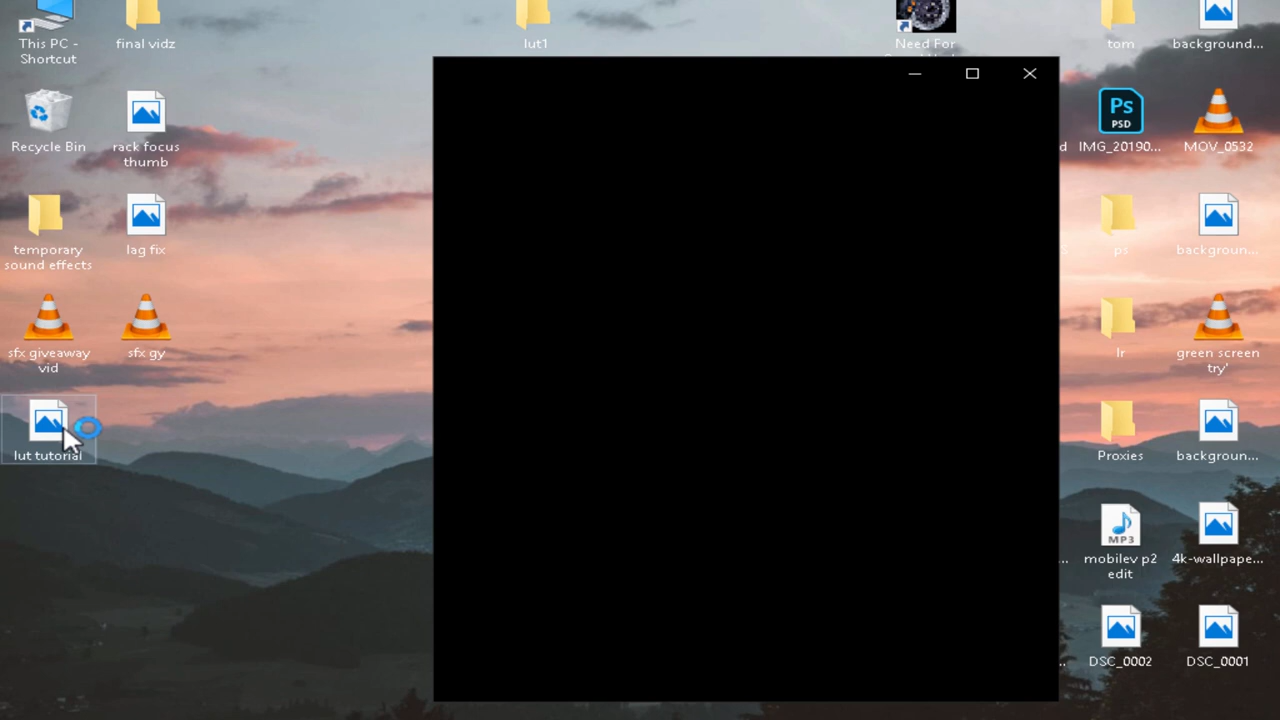 This PC -
Shortcut
final vidz
lut1
Need For
tom
background...
Recycle Bin
rack focus
thumb
Ps
PSD
d
IMG_20190...
MOV_0532
temporary
sound effects
lag fix
ps
backgroun...
sfx giveaway
vid
sfx gy
lr
green screen
try'
lut tutorial
Proxies
backgroun...
MP3
mobilev p2
edit
4k-wallpape...
DSC_0002
DSC_0001